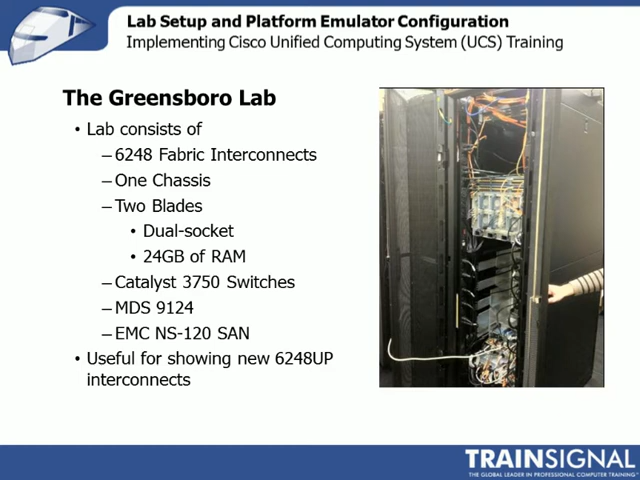 Lab Setup and Platform Emulator Configuration
Implementing Cisco Unified Computing System (UCS) Training
The Greensboro Lab
• Lab consists of
– 6248 Fabric Interconnects
– One Chassis
– Two Blades
• Dual-socket
• 24GB of RAM
– Catalyst 3750 Switches
– MDS 9124
– EMC NS-120 SAN
• Useful for showing new 6248UP
interconnects
TRAINSIGNAL
THE GLOBAL LEADER IN PROFESSIONAL COMPUTER TRAINING